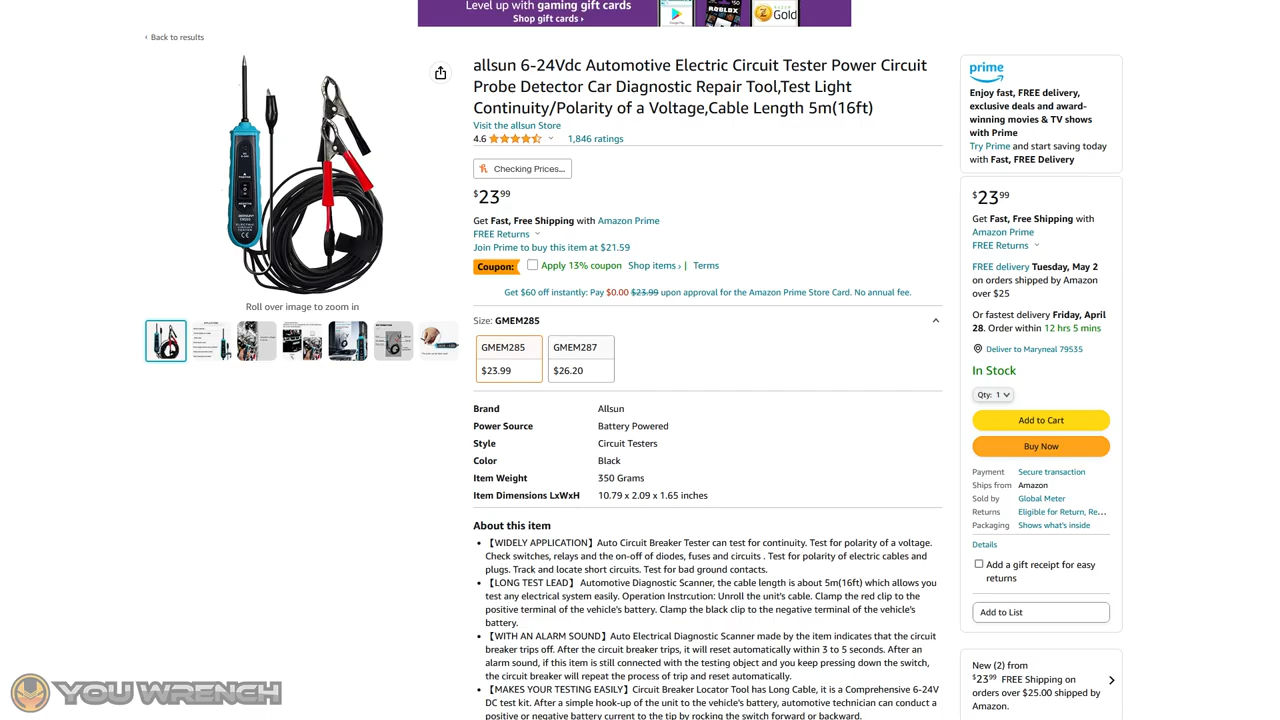 Level up with gaming gift cards
Shop gift cards ›
$50
ROBLOX
Gold
‹ Back to results
allsun 6-24Vdc Automotive Electric Circuit Tester Power Circuit
Probe Detector Car Diagnostic Repair Tool,Test Light
Continuity/Polarity of a Voltage,Cable Length 5m(16ft)
Visit the allsun Store
4.6
1,846 ratings
Checking Prices...
$23.99
Get Fast, Free Shipping with Amazon Prime
FREE Returns
Join Prime to buy this item at $21.59
Coupon: Apply 13% coupon Shop items › | Terms
Get $60 off instantly: Pay $0.00 $23.99 upon approval for the Amazon Prime Store Card. No annual fee.
Roll over image to zoom in
Size: GMEM285
GMEM285
$23.99
GMEM287
$26.20
Brand Allsun
Power Source Battery Powered
Style Circuit Testers
Color Black
Item Weight 350 Grams
Item Dimensions LxWxH 10.79 x 2.09 x 1.65 inches
About this item
• 【WIDELY APPLICATION】Auto Circuit Breaker Tester can test for continuity. Test for polarity of a voltage.
Check switches, relays and the on-off of diodes, fuses and circuits . Test for polarity of electric cables and
plugs. Track and locate short circuits. Test for bad ground contacts.
• 【LONG TEST LEAD】 Automotive Diagnostic Scanner, the cable length is about 5m(16ft) which allows you
test any electrical system easily. Operation Instrcution: Unroll the unit's cable. Clamp the red clip to the
positive terminal of the vehicle's battery. Clamp the black clip to the negative terminal of the vehicle's
battery.
• 【WITH AN ALARM SOUND】Auto Electrical Diagnostic Scanner made by the item indicates that the circuit
breaker trips off. After the circuit breaker trips, it will reset automatically within 3 to 5 seconds. After an
alarm sound, if this item is still connected with the testing object and you keep pressing down the switch,
the circuit breaker will repeat the process of trip and reset automatically.
• 【MAKES YOUR TESTING EASILY】Circuit Breaker Locator Tool has Long Cable, it is a Comprehensive 6-24V
DC test kit. After a simple hook-up of the unit to the vehicle's battery, automotive technician can conduct a
positive or negative battery current to the tip by rocking the switch forward or backward.
prime
Enjoy fast, FREE delivery,
exclusive deals and award-
winning movies & TV shows
with Prime
Try Prime and start saving today
with Fast, FREE Delivery
$23.99
Get Fast, Free Shipping with
Amazon Prime
FREE Returns
FREE delivery Tuesday, May 2
on orders shipped by Amazon
over $25
Or fastest delivery Friday, April
28. Order within 12 hrs 5 mins
Deliver to Maryneal 79535
In Stock
Qty: 1
Add to Cart
Buy Now
Payment Secure transaction
Ships from Amazon
Sold by Global Meter
Returns Eligible for Return, Re...
Packaging Shows what's inside
Details
Add a gift receipt for easy
returns
Add to List
New (2) from
$23.99 FREE Shipping on
orders over $25.00 shipped by
Amazon.
YOU WRENCH